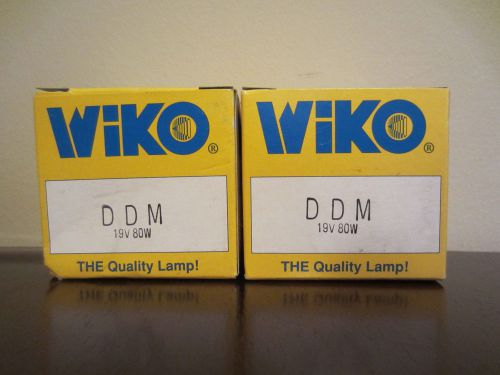 WiKO®
DDM
19V 80W
THE Quality Lamp!
WiKO®
DDM
19V 80W
THE Quality Lamp!